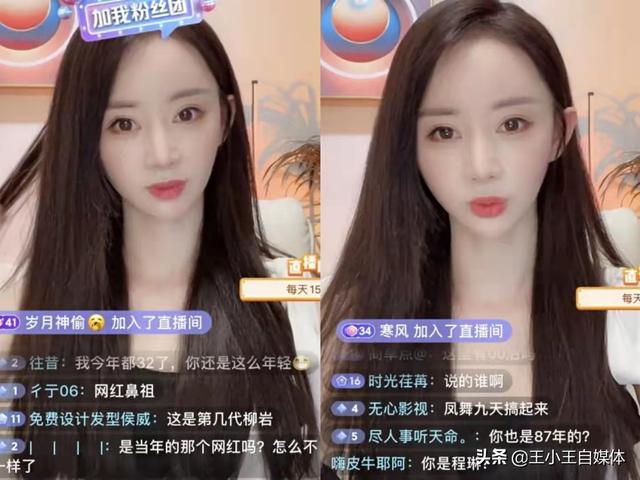 加我粉丝团
41 岁月神偷 加入了直播间
2 往昔：我今年都32了，你还是这么年轻
1 彳亍06：网红鼻祖
11 免费设计发型侯威：这是第几代柳岩
2 | | | |：是当年的那个网红吗？怎么不
一样了
直播
每天15
34 寒风 加入了直播间
16 时光荏苒：说的谁啊
4 无心影视：凤舞九天搞起来
5 尽人事听天命。：你也是87年的？
嗨皮牛耶阿：你是程琳？
直播
每天
头条 @王小王自媒体